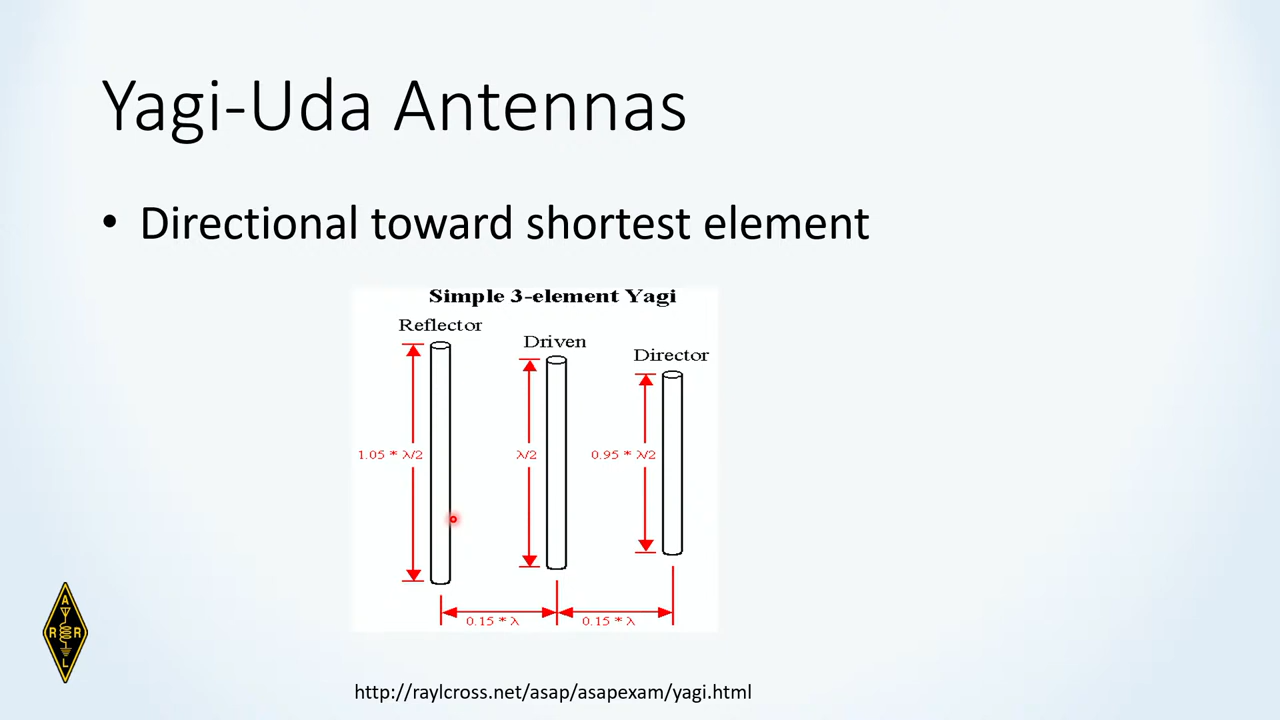 Yagi-Uda Antennas
• Directional toward shortest element
Simple 3-element Yagi
Reflector
Driven
Director
1.05 * λ/2
λ/2
0.95 * λ/2
0.15 * λ
0.15 * λ
A
R R
L
http://raylcross.net/asap/asapexam/yagi.html